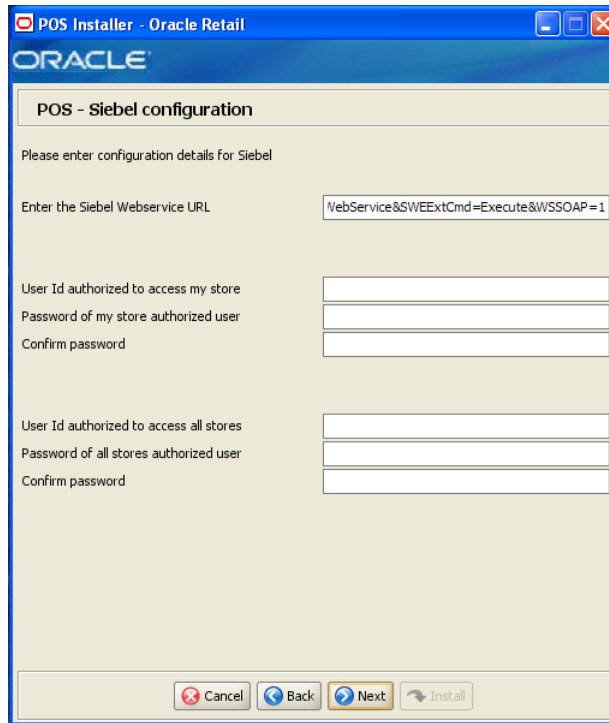 POS Installer - Oracle Retail
ORACLE
POS - Siebel configuration
Please enter configuration details for Siebel
Enter the Siebel Webservice URL
WebService&SWEExtCmd=Execute&WSSOAP=1
User Id authorized to access my store
Password of my store authorized user
Confirm password
User Id authorized to access all stores
Password of all stores authorized user
Confirm password
Cancel Back Next Install